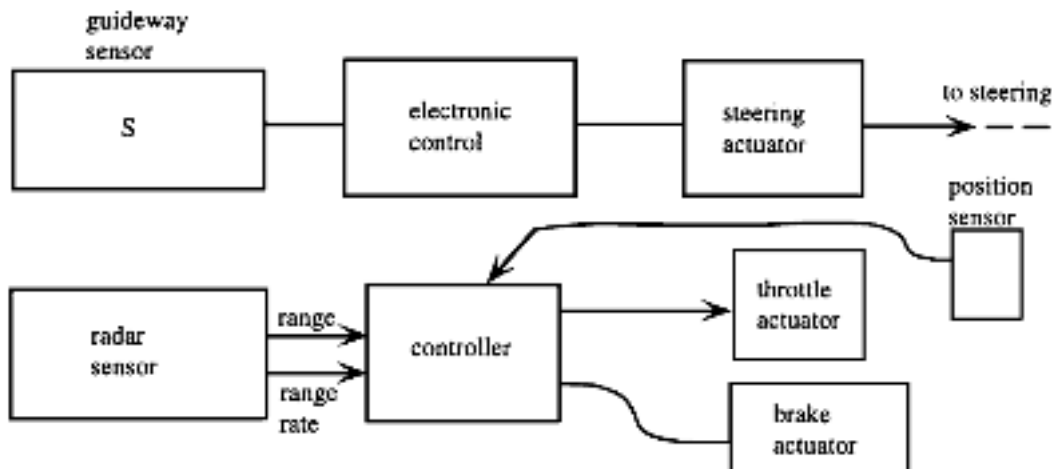 guideway
sensor
S
electronic
control
steering
actuator
to steering
position
sensor
radar
sensor
range
range
rate
controller
throttle
actuator
brake
actuator